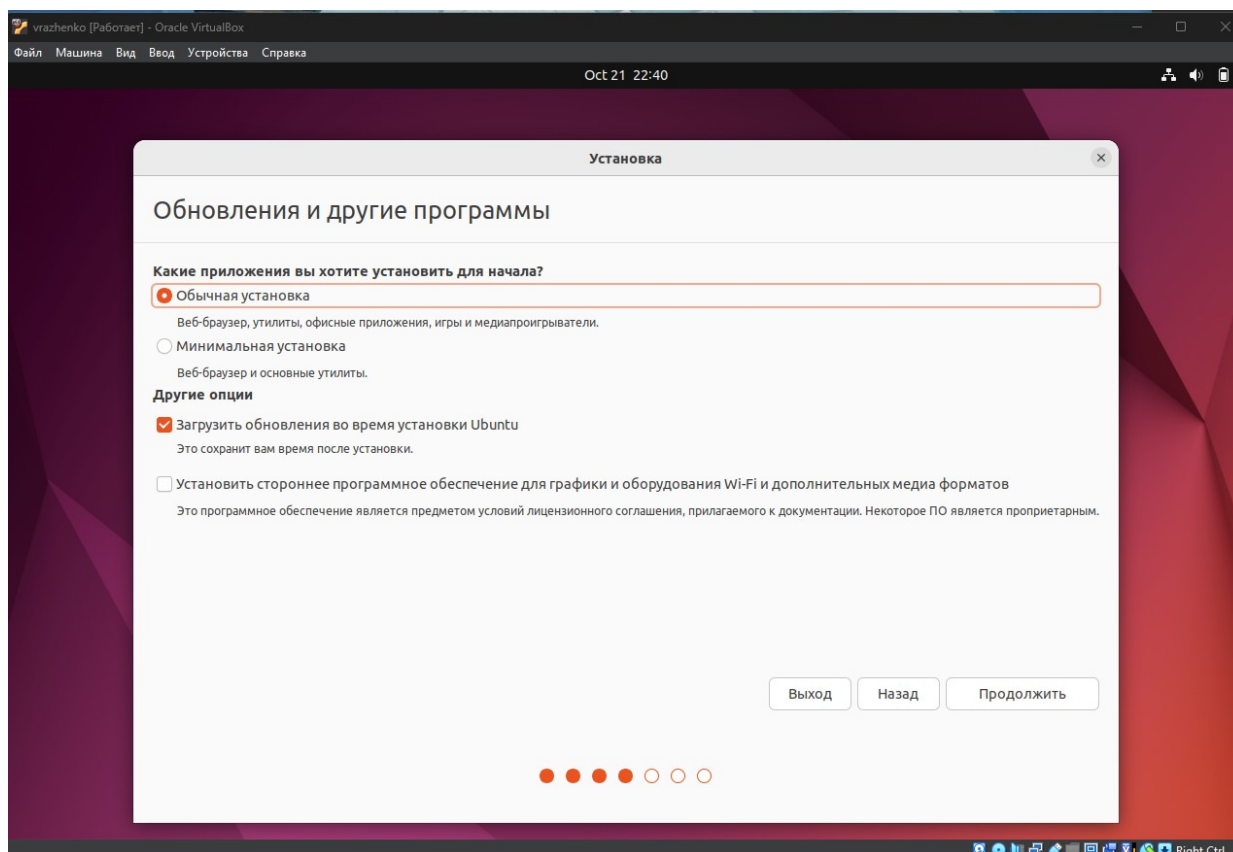 vrazhenko [Работает] - Oracle VirtualBox
Файл Машина Вид Ввод Устройства Справка
Oct 21 22:40
Установка
Обновления и другие программы
Какие приложения вы хотите установить для начала?
Обычная установка
Веб-браузер, утилиты, офисные приложения, игры и медиапроигрыватели.
Минимальная установка
Веб-браузер и основные утилиты.
Другие опции
Загрузить обновления во время установки Ubuntu
Это сохранит вам время после установки.
Установить стороннее программное обеспечение для графики и оборудования Wi-Fi и дополнительных медиа форматов
Это программное обеспечение является предметом условий лицензионного соглашения, прилагаемого к документации. Некоторое ПО является проприетарным.
Выход Назад Продолжить
Right Ctrl